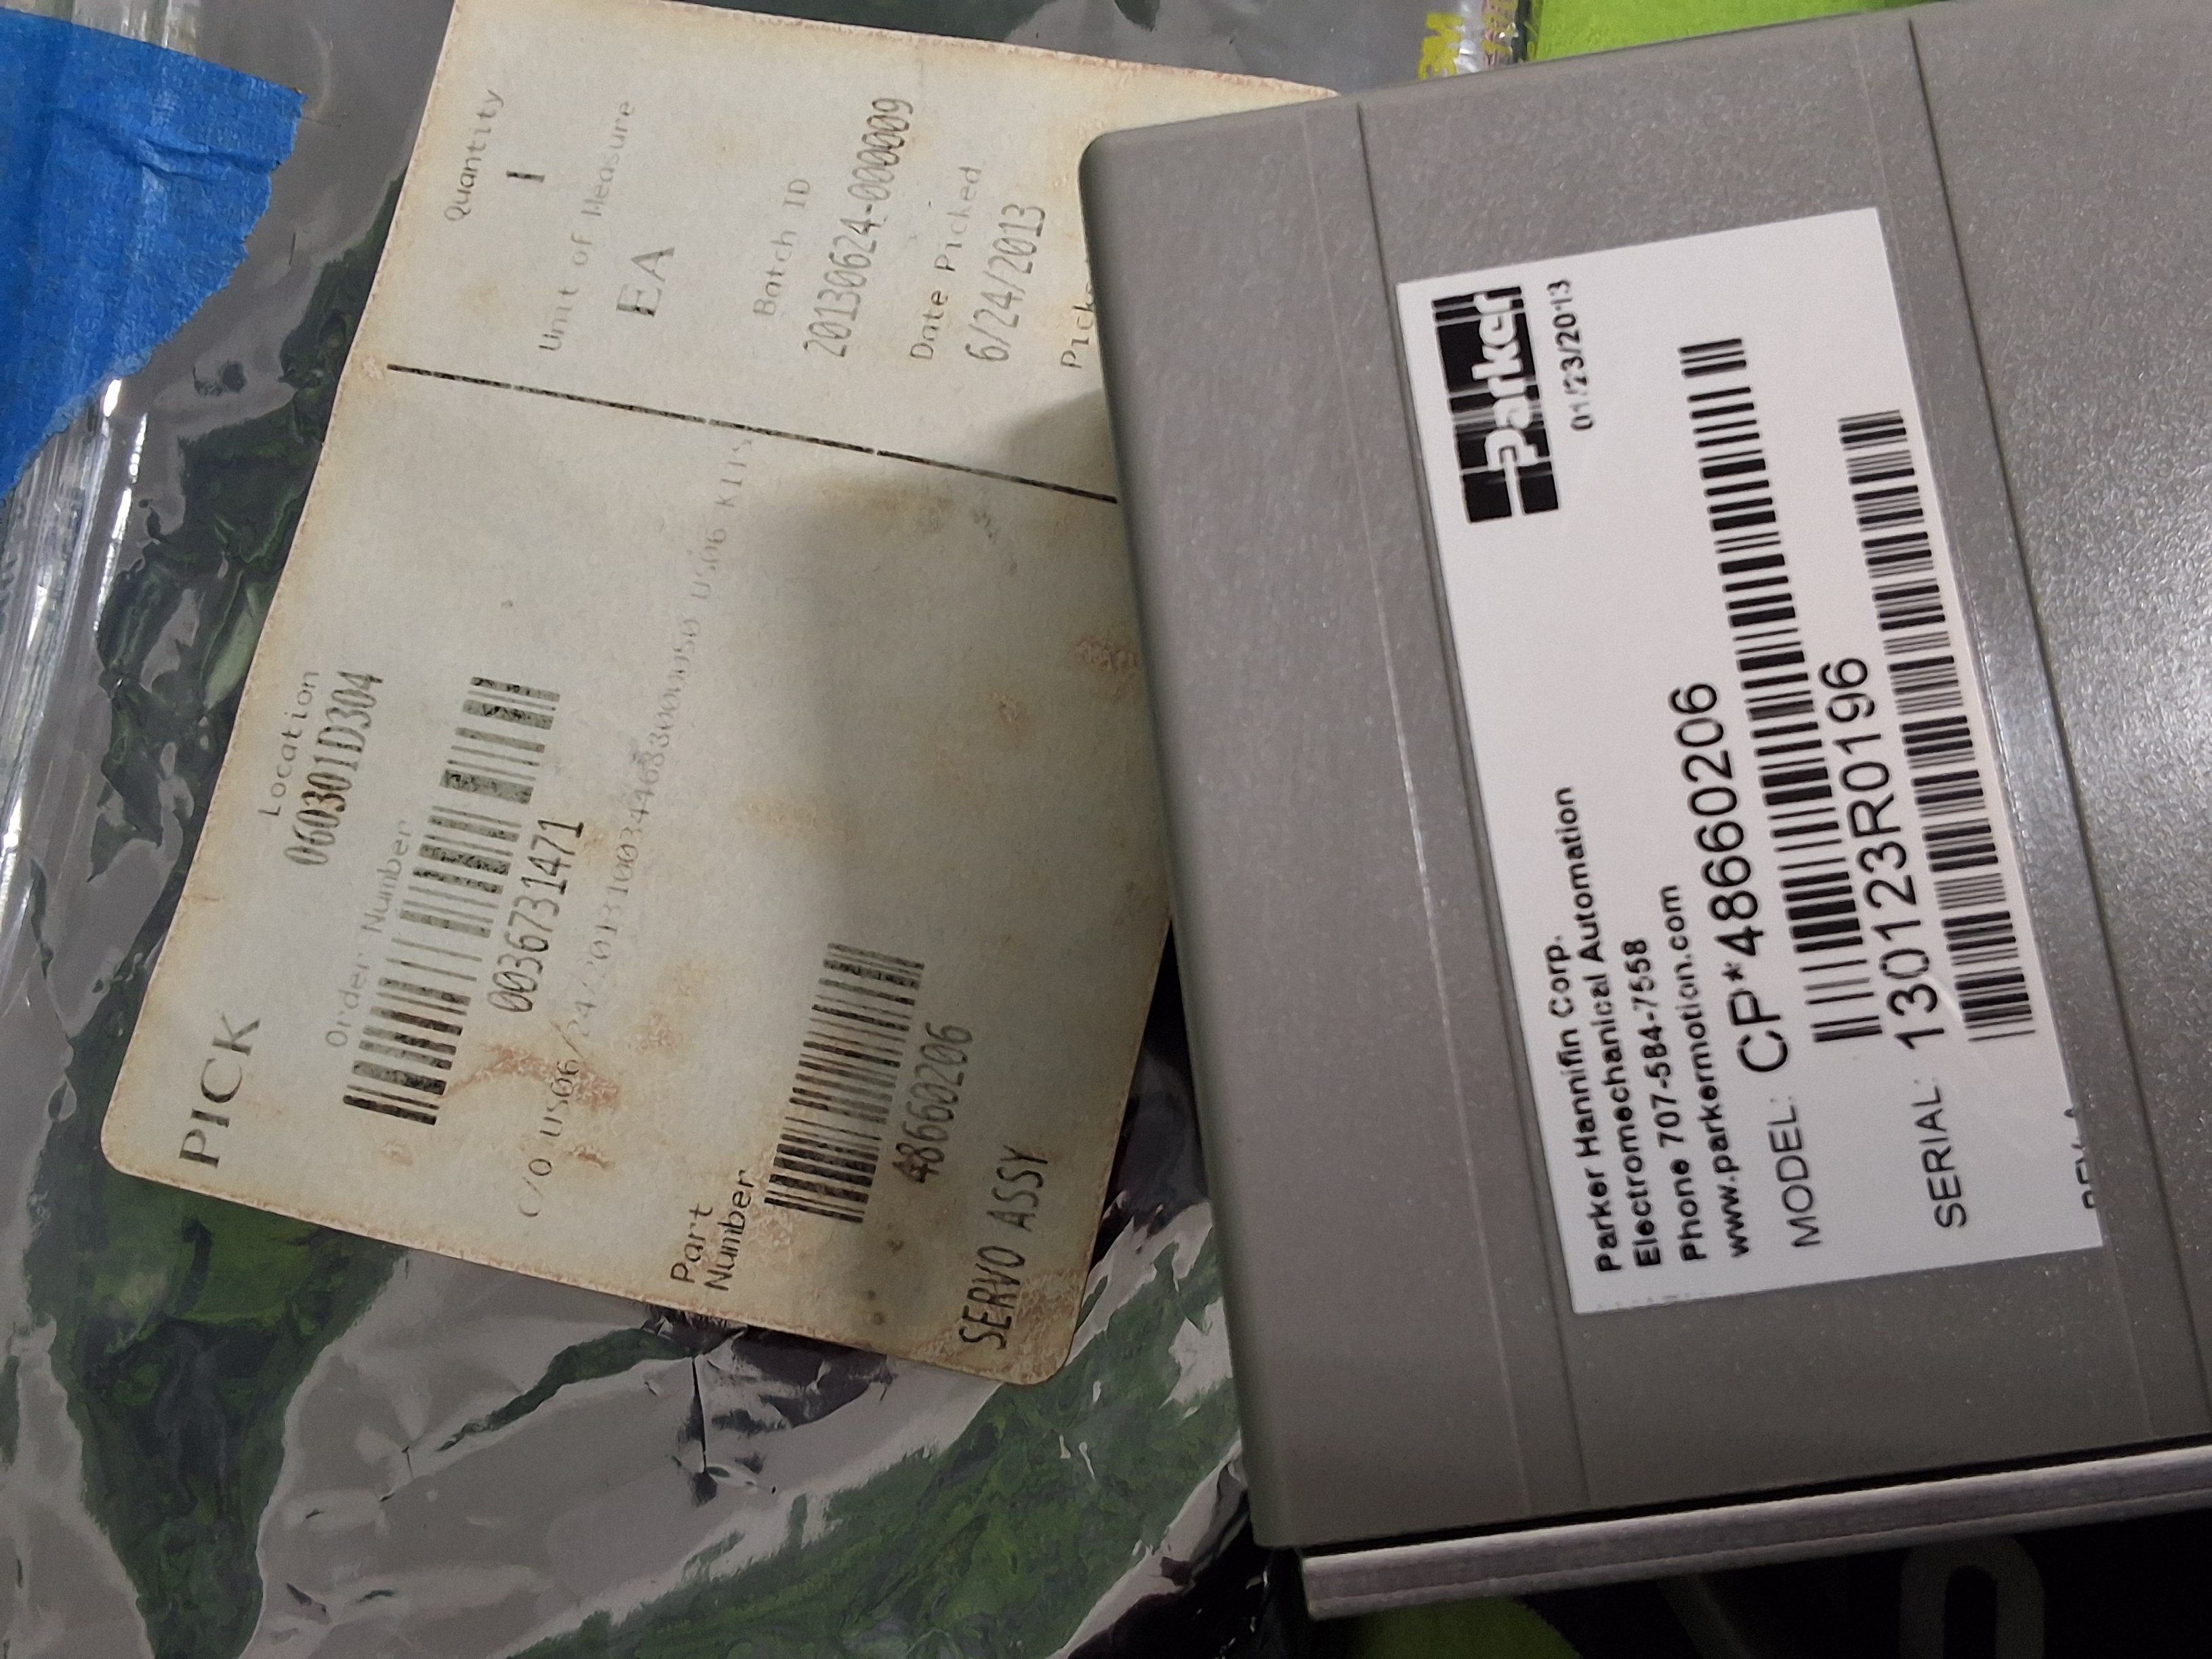 PICK
Location
060301D304
Order Number
0036731471
Part
Number
48660206
SERVO ASSY
Quantity
1
Unit of Measure
EA
Batch ID
20130624-000009
Date Picked
6/24/2013
Parker
01/23/2013
Parker Hannifin Corp.
Electromechanical Automation
Phone 707-584-7558
www.parkermotion.com
MODEL: CP*48660206
SERIAL: 130123R0196